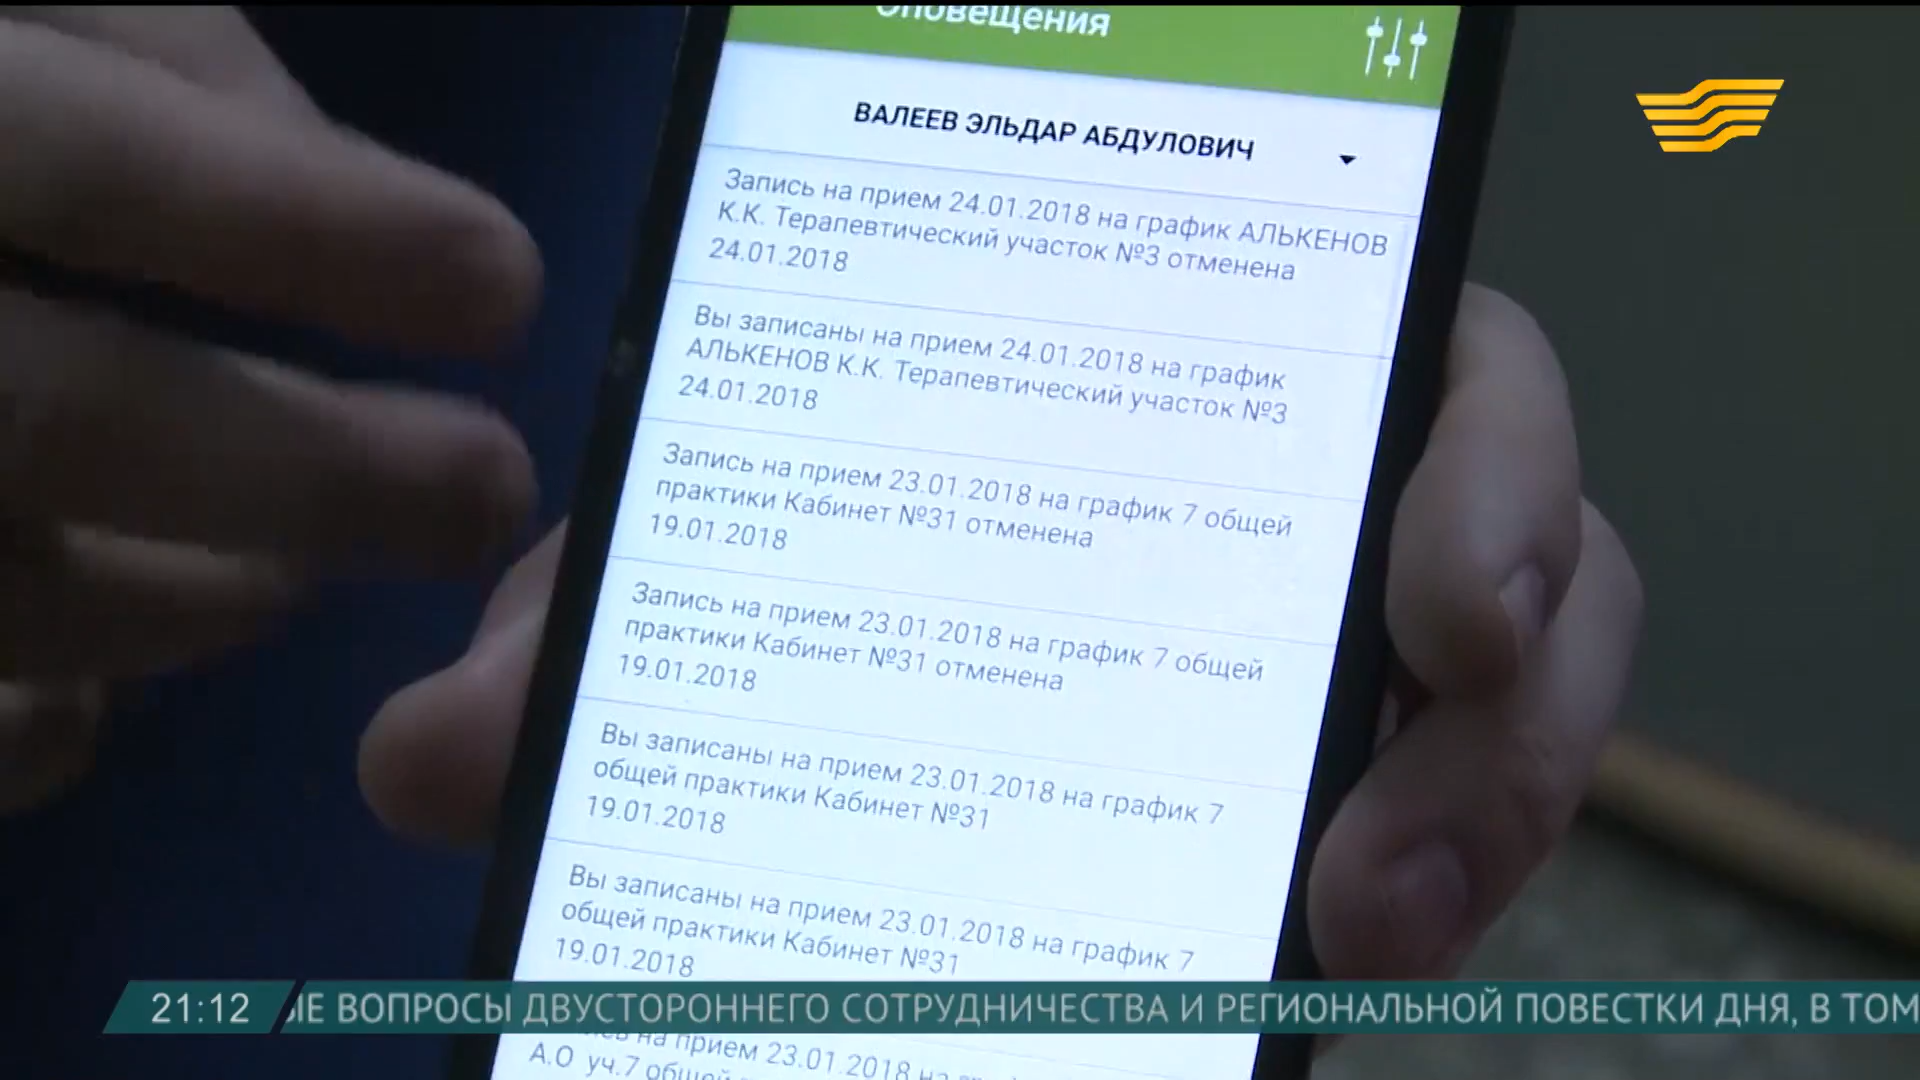 Оповещения
ВАЛЕЕВ ЭЛЬДАР АБДУЛОВИЧ
Запись на прием 24.01.2018 на график АЛЬКЕНОВ
К.К. Терапевтический участок №3 отменена
24.01.2018
Вы записаны на прием 24.01.2018 на график
АЛЬКЕНОВ К.К. Терапевтический участок №3
24.01.2018
Запись на прием 23.01.2018 на график 7 общей
практики Кабинет №31 отменена
19.01.2018
Запись на прием 23.01.2018 на график 7 общей
практики Кабинет №31 отменена
19.01.2018
Вы записаны на прием 23.01.2018 на график 7
общей практики Кабинет №31
19.01.2018
Вы записаны на прием 23.01.2018 на график 7
общей практики Кабинет №31
19.01.2018
21:12 ВОПРОСЫ ДВУСТОРОННЕГО СОТРУДНИЧЕСТВА И РЕГИОНАЛЬНОЙ ПОВЕСТКИ ДНЯ, В ТОМ
на прием 23.01.2018 на
А.О уч.7